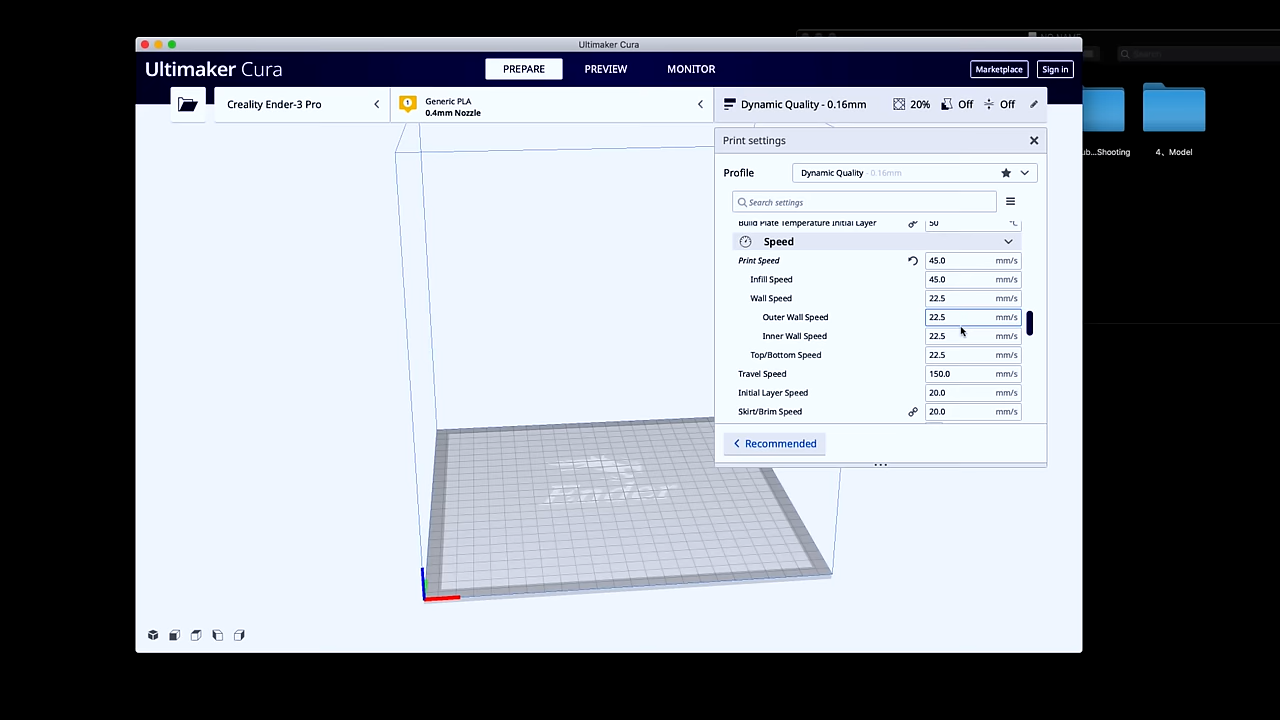 Ultimaker Cura
Ultimaker Cura
PREPARE
PREVIEW
MONITOR
Marketplace
Sign in
Search
Creality Ender-3 Pro
1
Generic PLA
0.4mm Nozzle
Dynamic Quality - 0.16mm
20%
Off
Off
ub...Shooting
4、Model
Print settings
Profile
Dynamic Quality - 0.16mm
Search settings
Build Plate Temperature Initial Layer 50 °C
Speed
Print Speed 45.0 mm/s
Infill Speed 45.0 mm/s
Wall Speed 22.5 mm/s
Outer Wall Speed 22.5 mm/s
Inner Wall Speed 22.5 mm/s
Top/Bottom Speed 22.5 mm/s
Travel Speed 150.0 mm/s
Initial Layer Speed 20.0 mm/s
Skirt/Brim Speed 20.0 mm/s
Recommended